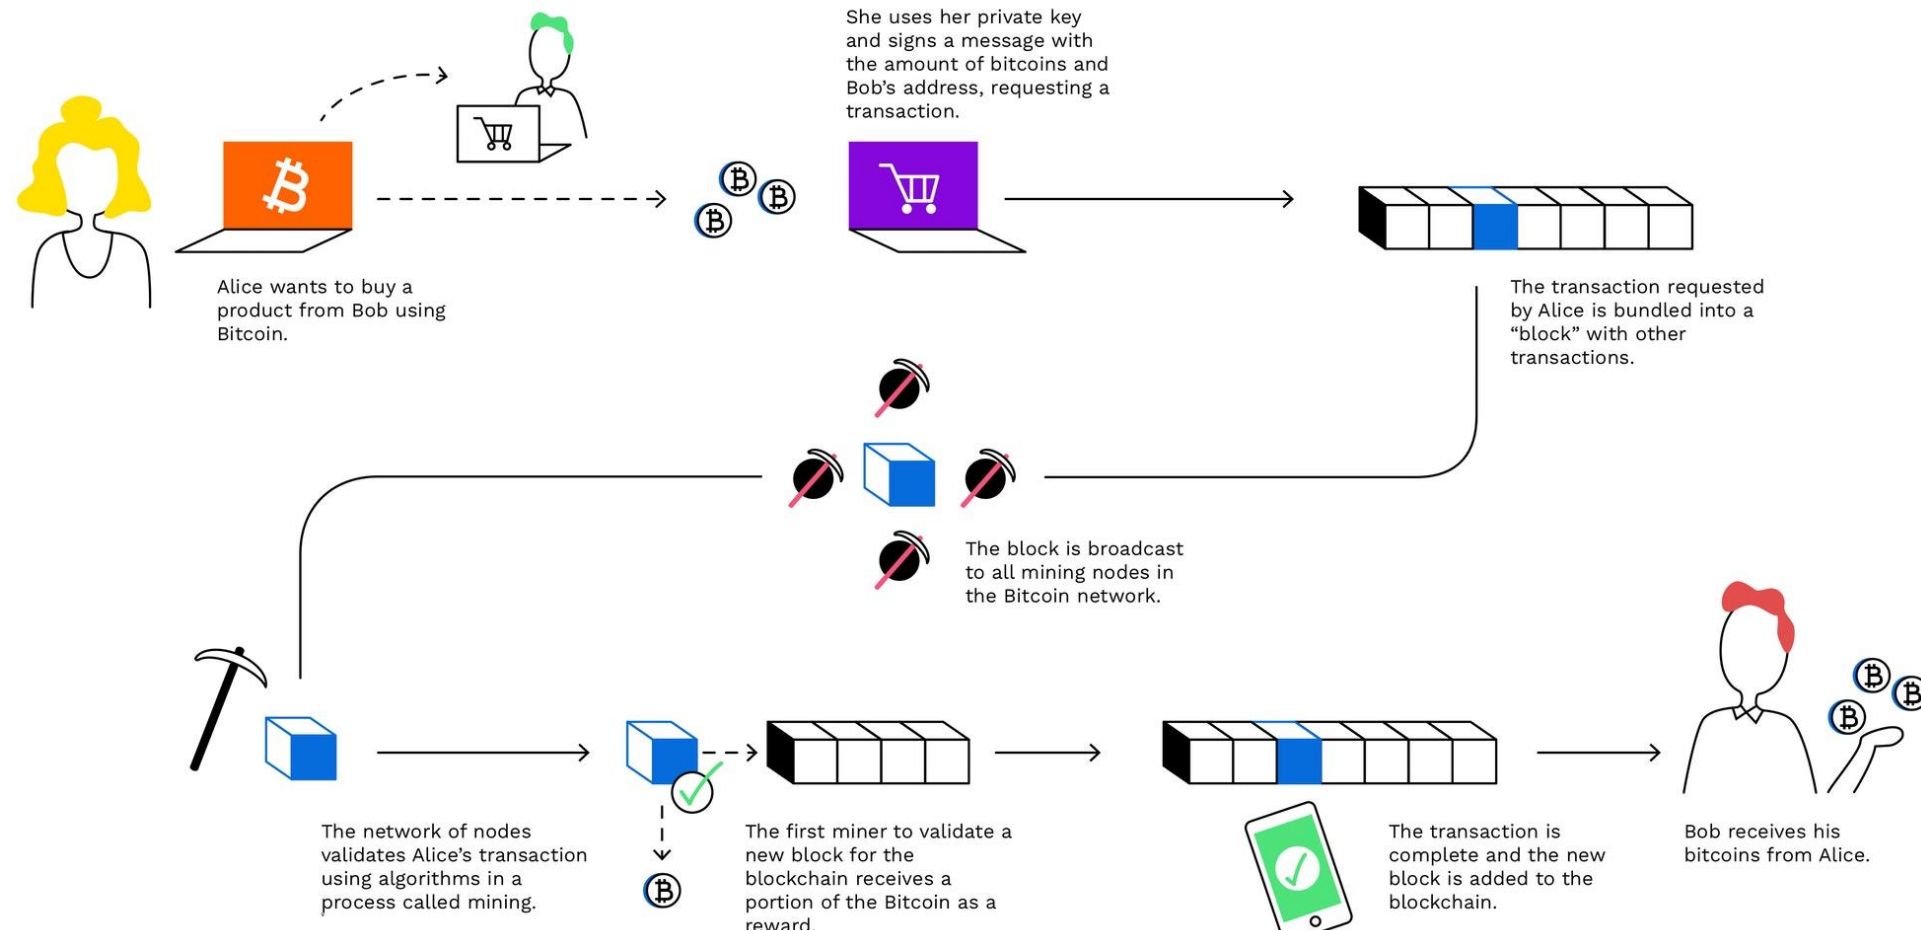 She uses her private key
and signs a message with
the amount of bitcoins and
Bob’s address, requesting a
transaction.
Alice wants to buy a
product from Bob using
Bitcoin.
The transaction requested
by Alice is bundled into a
“block” with other
transactions.
The block is broadcast
to all mining nodes in
the Bitcoin network.
The network of nodes
validates Alice’s transaction
using algorithms in a
process called mining.
The first miner to validate a
new block for the
blockchain receives a
portion of the Bitcoin as a
reward.
The transaction is
complete and the new
block is added to the
blockchain.
Bob receives his
bitcoins from Alice.